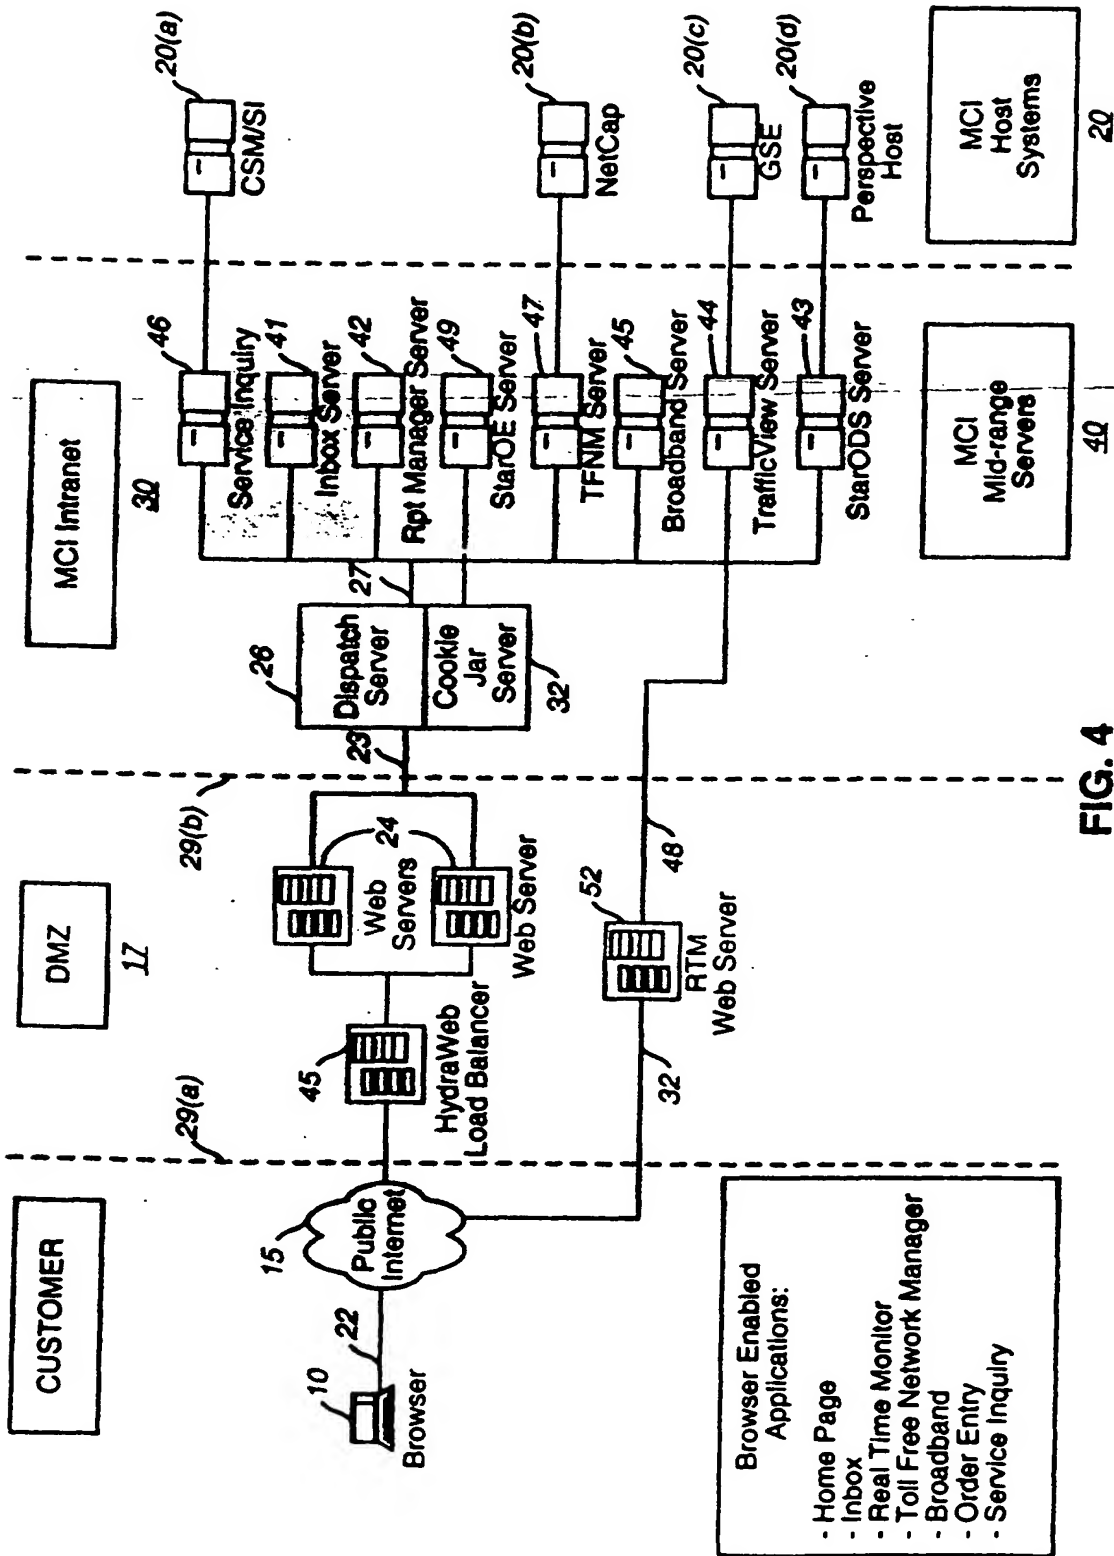 CUSTOMER
DMZ
17
MCI Intranet
30
29(a)
29(b)
10
Browser
22
15
Public
Internet
45
HydraWeb
Load Balancer
24
Web
Servers
Web Server
23
26
Dispatch
Server
Cookie
Jar
Server
32
27
46
Service Inquiry
41
Inbox Server
42
Rpt Manager Server
49
StarOE Server
47
TFNM Server
45
Broadband Server
44
TrafficView Server
43
StarODS Server
20(a)
CSM/SI
20(b)
NetCap
20(c)
GSE
20(d)
Perspective
Host
32
52
RTM
Web Server
48
Browser Enabled
Applications:
- Home Page
- Inbox
- Real Time Monitor
- Toll Free Network Manager
- Broadband
- Order Entry
- Service Inquiry
MCI
Mid-range
Servers
40
MCI
Host
Systems
20
FIG. 4